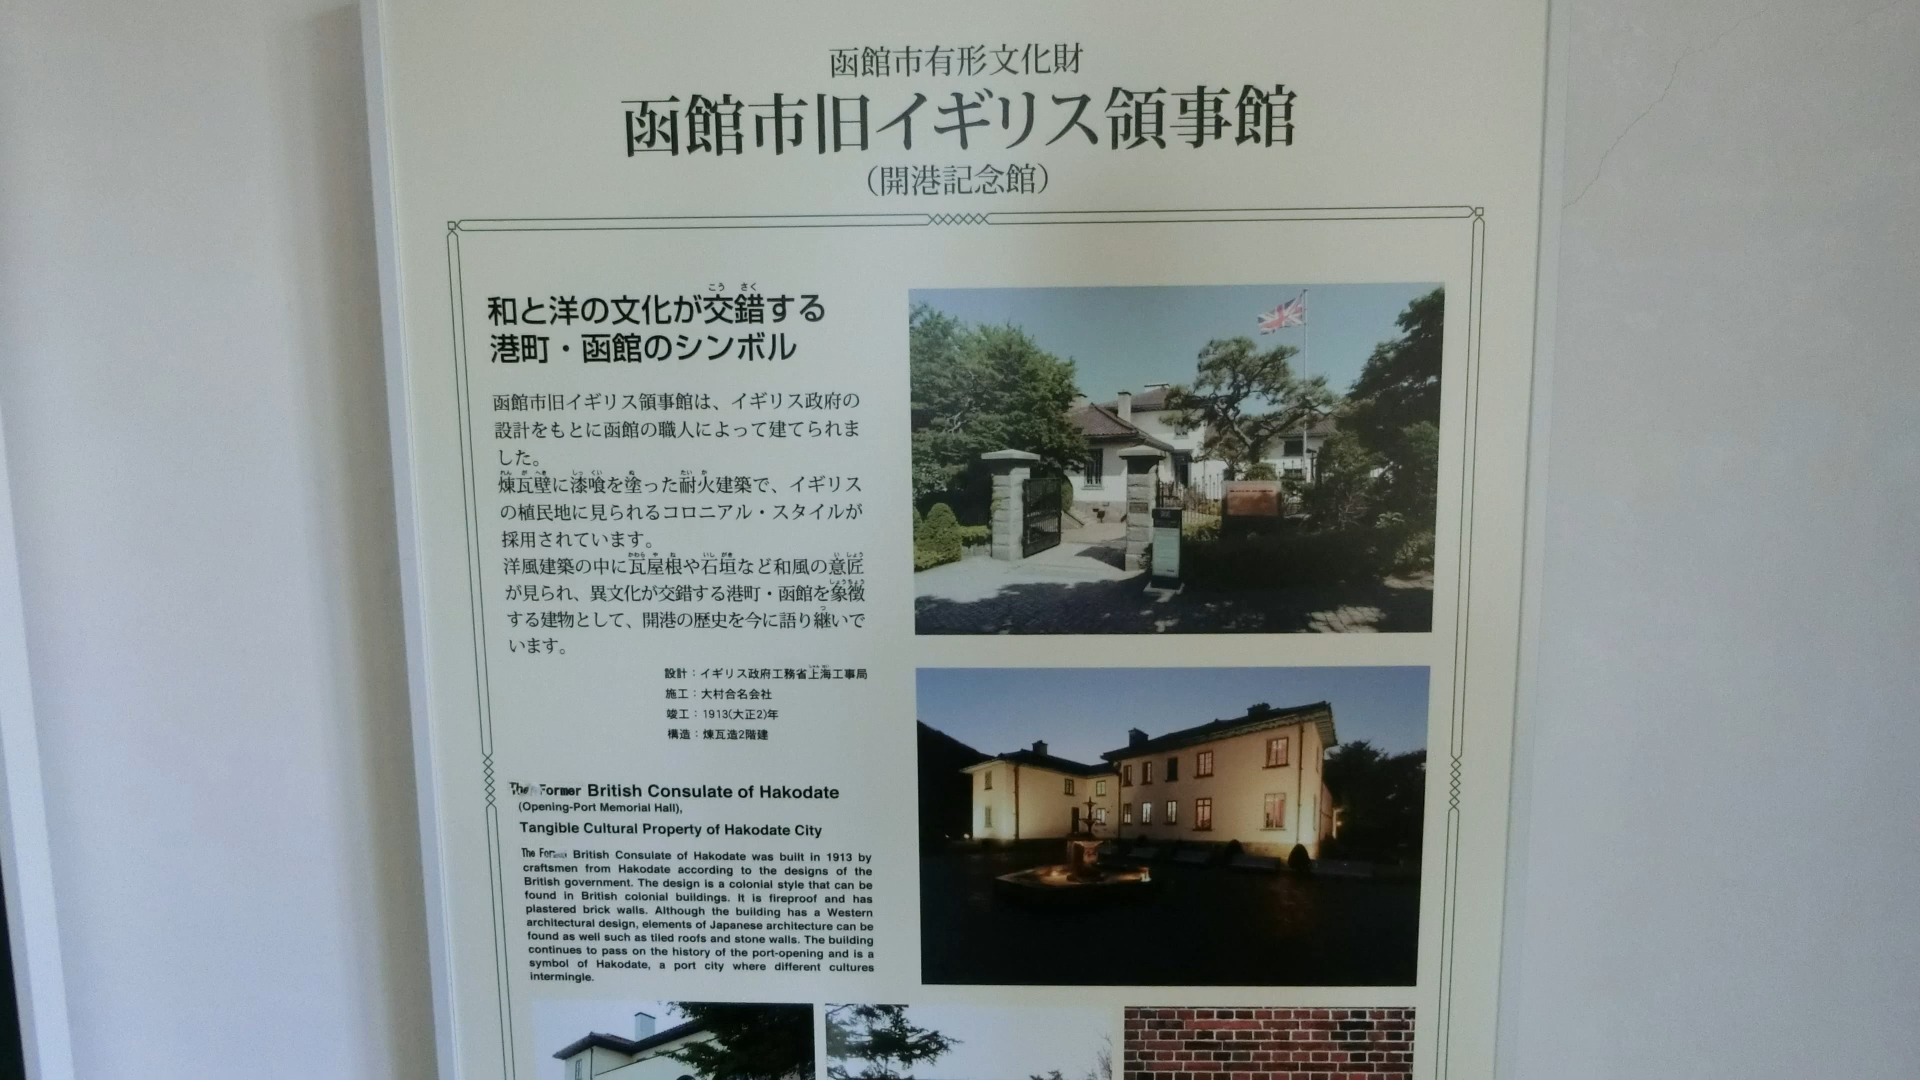 函館市有形文化財
函館市旧イギリス領事館
（開港記念館）
和と洋の文化が交錯する
港町・函館のシンボル
函館市旧イギリス領事館は、イギリス政府の
設計をもとに函館の職人によって建てられま
した。
煉瓦壁に漆喰を塗った耐火建築で、イギリス
の植民地に見られるコロニアル・スタイルが
採用されています。
洋風建築の中に瓦屋根や石垣など和風の意匠
が見られ、異文化が交錯する港町・函館を象徴
する建物として、開港の歴史を今に語り継いで
います。
設計：イギリス政府工務省上海工事局
施工：大村合名会社
竣工：1913(大正2)年
構造：煉瓦造2階建
The Former British Consulate of Hakodate
(Opening-Port Memorial Hall),
Tangible Cultural Property of Hakodate City
The Former British Consulate of Hakodate was built in 1913 by
craftsmen from Hakodate according to the designs of the
British government. The design is a colonial style that can be
found in British colonial buildings. It is fireproof and has
plastered brick walls. Although the building has a Western
architectural design, elements of Japanese architecture can be
found as well such as tiled roofs and stone walls. The building
continues to pass on the history of the port-opening and is a
symbol of Hakodate, a port city where different cultures
intermingle.